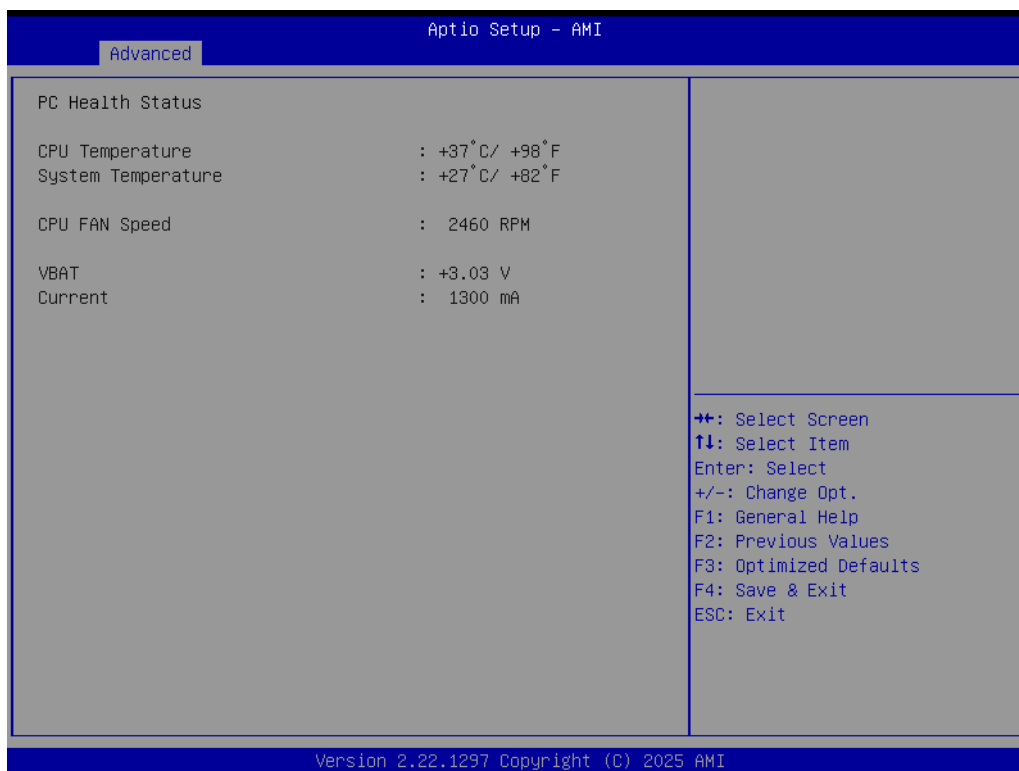 Aptio Setup – AMI
Advanced
PC Health Status
CPU Temperature : +37°C/ +98°F
System Temperature : +27°C/ +82°F
CPU FAN Speed : 2460 RPM
VBAT : +3.03 V
Current : 1300 mA
→←: Select Screen
↑↓: Select Item
Enter: Select
+/-: Change Opt.
F1: General Help
F2: Previous Values
F3: Optimized Defaults
F4: Save & Exit
ESC: Exit
Version 2.22.1297 Copyright (C) 2025 AMI